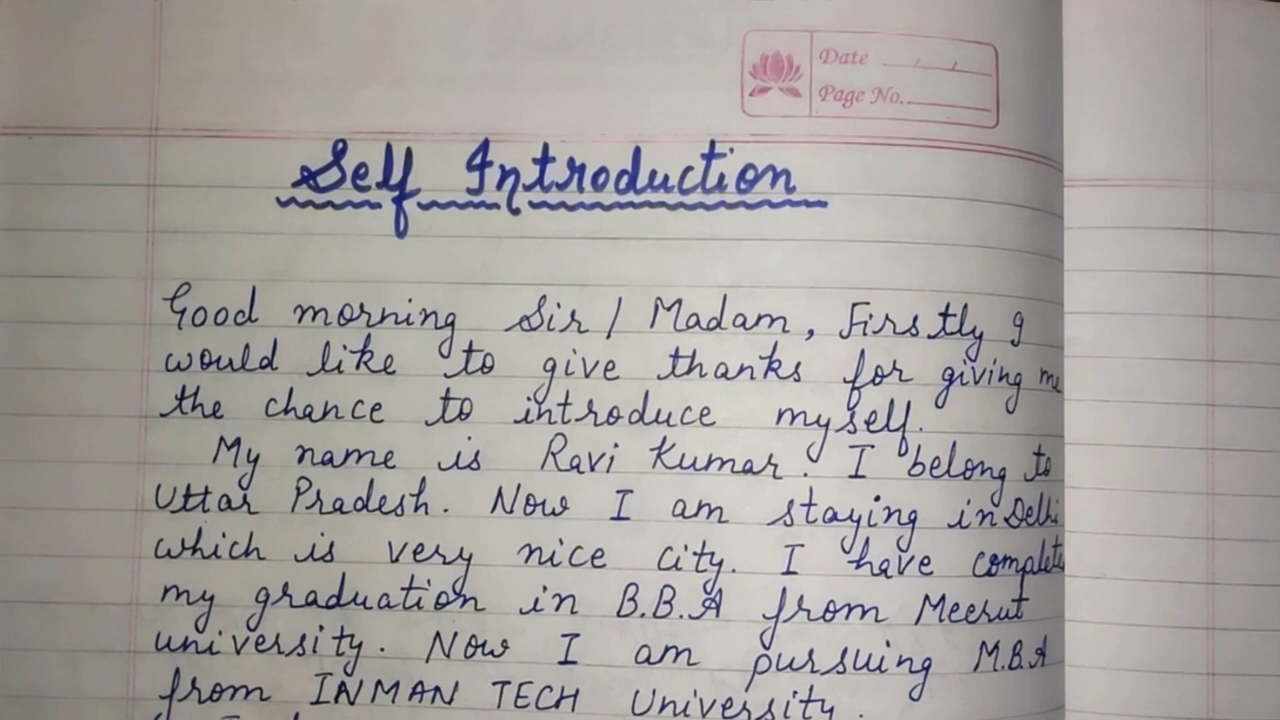 Date
Page No.
Self Introduction
Good morning Sir / Madam, Firstly I
would like to give thanks for giving me
the chance to introduce myself.
My name is Ravi Kumar. I belong to
Uttar Pradesh. Now I am staying in Delhi
which is very nice city. I have complete
my graduation in B.B.A from Meerut
university. Now I am pursuing M.B.A
from INMAN TECH University.